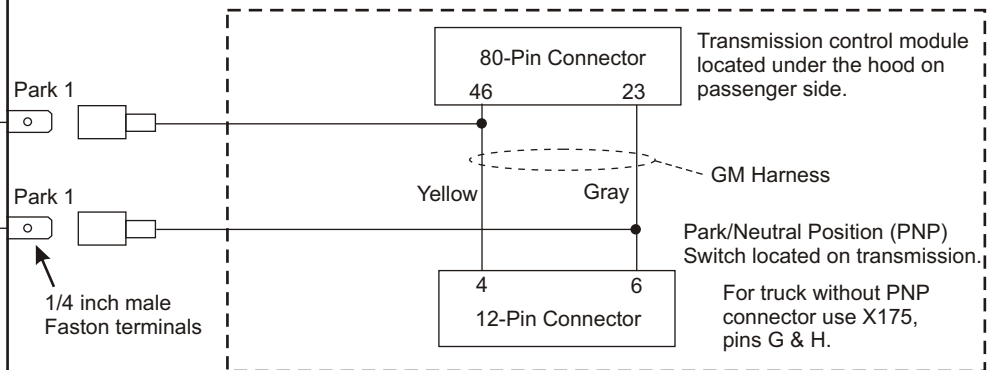 80-Pin Connector
46 23
Transmission control module
located under the hood on
passenger side.
Park 1
GM Harness
Yellow Gray
Park 1
Park/Neutral Position (PNP)
Switch located on transmission.
4 6
12-Pin Connector
For truck without PNP
connector use X175,
pins G & H.
1/4 inch male
Faston terminals